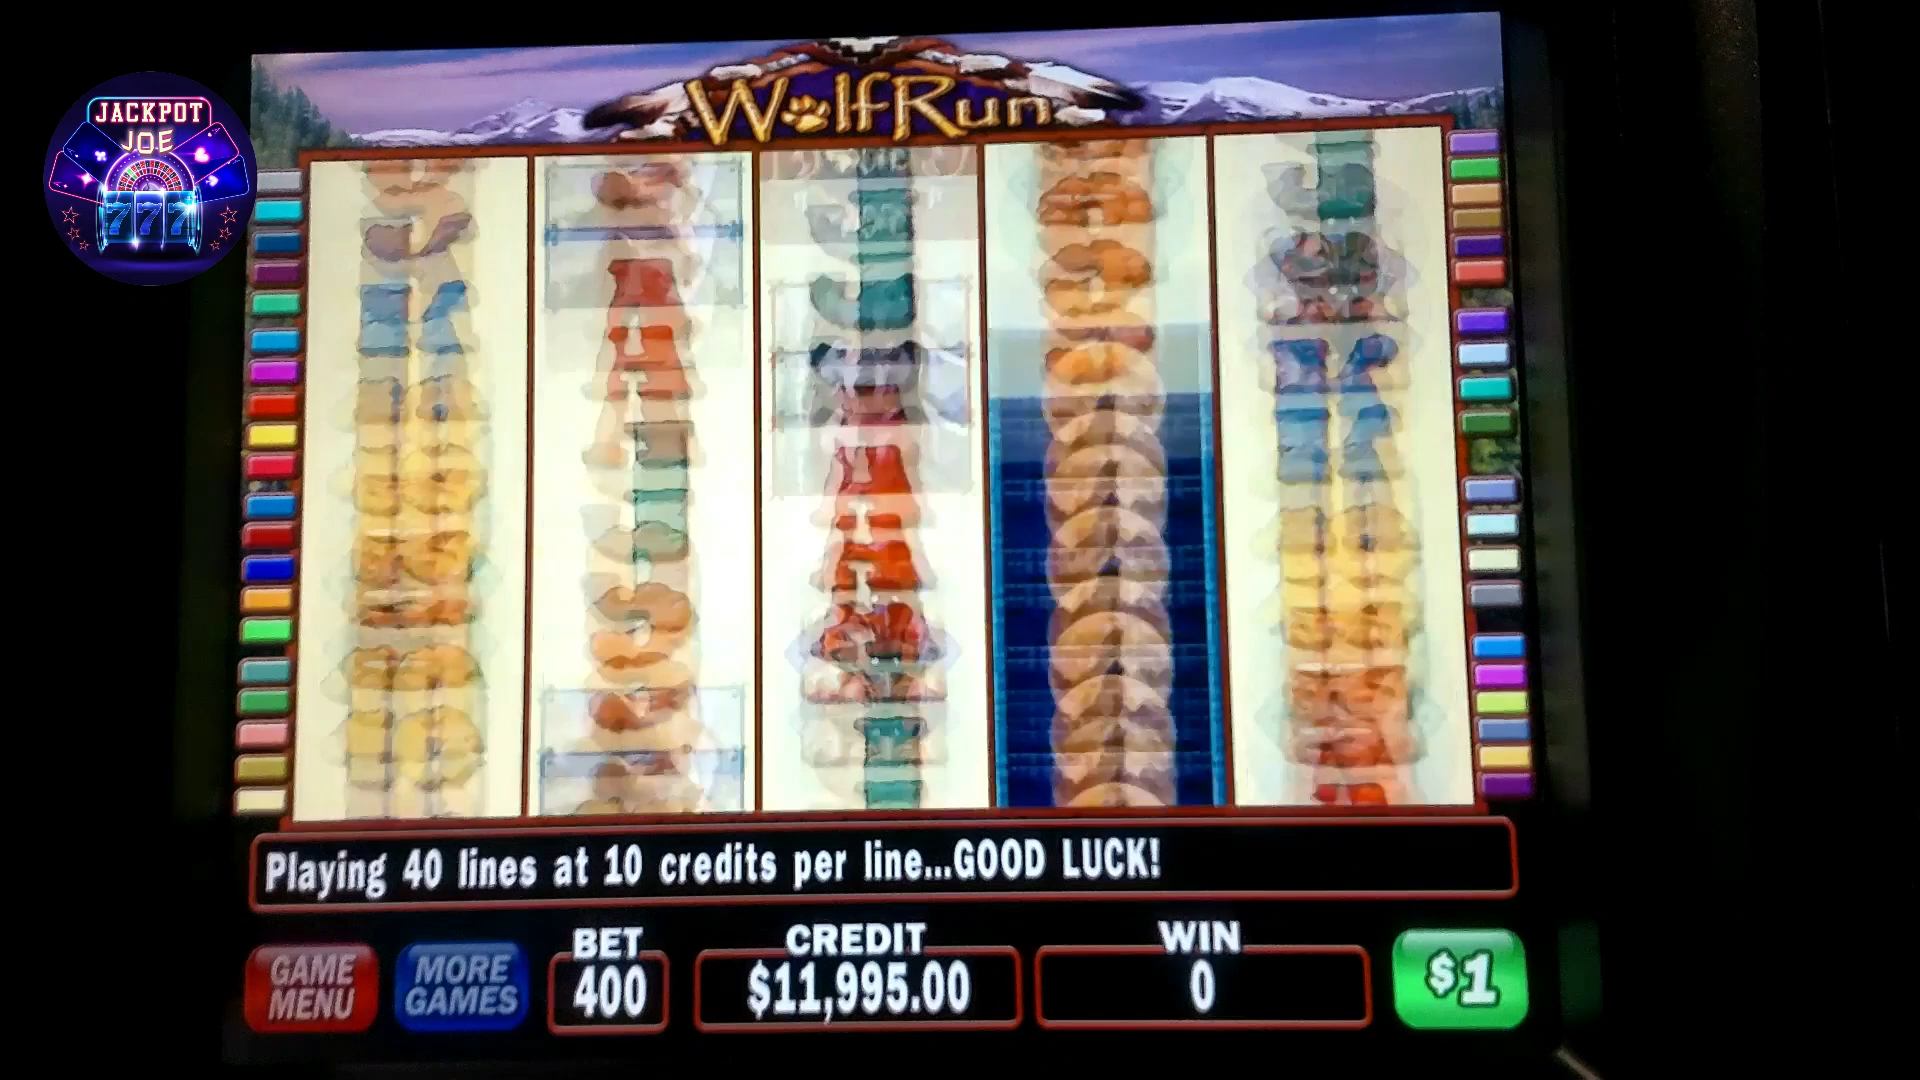 JACKPOT
JOE
777
WolfRun
Playing 40 lines at 10 credits per line...GOOD LUCK!
GAME
MENU
MORE
GAMES
BET
400
CREDIT
$11,995.00
WIN
0
$1